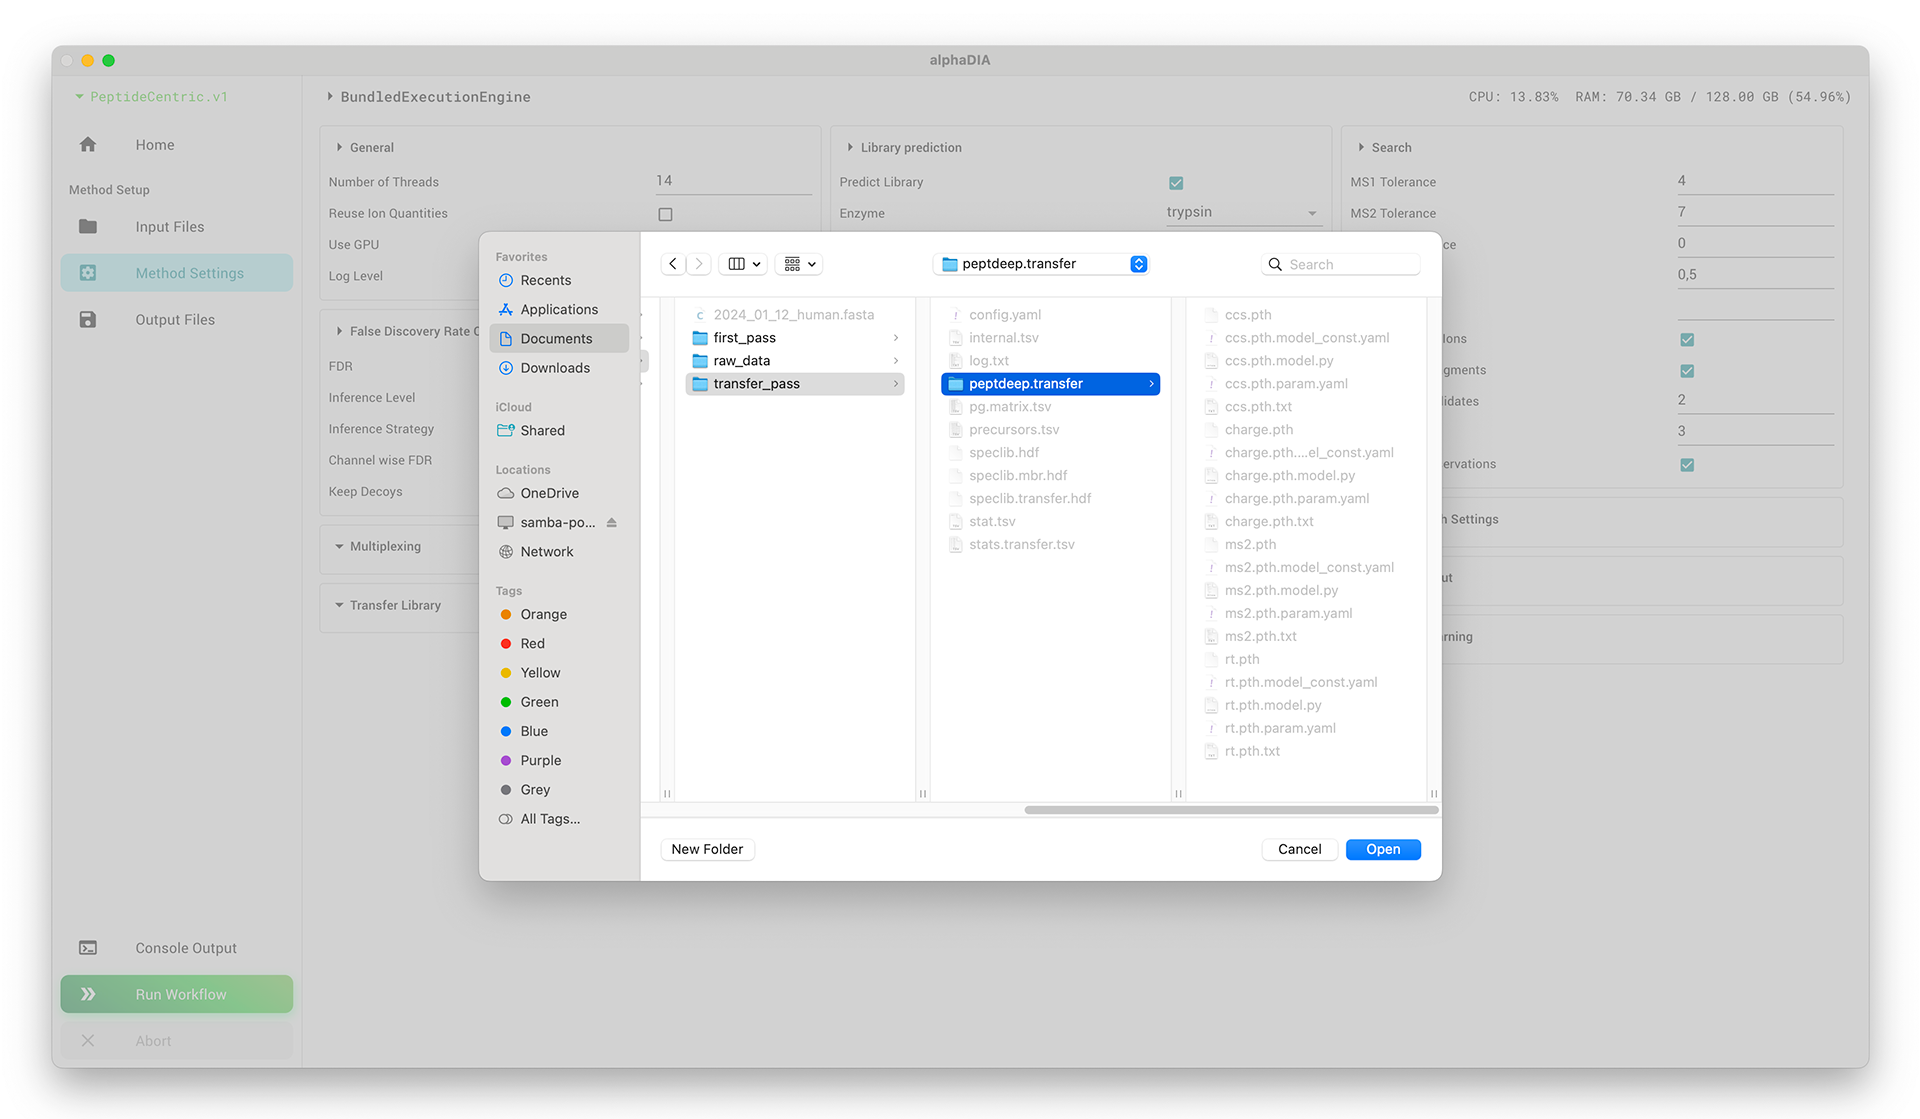 alphaDIA
PeptideCentric.v1
BundledExecutionEngine
CPU: 13.83% RAM: 70.34 GB / 128.00 GB (54.96%)
Home
Method Setup
Input Files
Method Settings
Output Files
Console Output
Run Workflow
Abort
General
Number of Threads
14
Reuse Ion Quantities
Use GPU
Log Level
False Discovery Rate C
FDR
Inference Level
Inference Strategy
Channel wise FDR
Keep Decoys
Multiplexing
Transfer Library
Library prediction
Predict Library
Enzyme
trypsin
Search
MS1 Tolerance
4
MS2 Tolerance
7
ce
0
0,5
Ions
gments
lidates
2
3
ervations
h Settings
ut
rning
Favorites
Recents
Applications
Documents
Downloads
iCloud
Shared
Locations
OneDrive
samba-po...
Network
Tags
Orange
Red
Yellow
Green
Blue
Purple
Grey
All Tags...
peptdeep.transfer
Search
2024_01_12_human.fasta
first_pass
raw_data
transfer_pass
config.yaml
internal.tsv
log.txt
peptdeep.transfer
pg.matrix.tsv
precursors.tsv
speclib.hdf
speclib.mbr.hdf
speclib.transfer.hdf
stat.tsv
stats.transfer.tsv
ccs.pth
ccs.pth.model_const.yaml
ccs.pth.model.py
ccs.pth.param.yaml
ccs.pth.txt
charge.pth
charge.pth....el_const.yaml
charge.pth.model.py
charge.pth.param.yaml
charge.pth.txt
ms2.pth
ms2.pth.model_const.yaml
ms2.pth.model.py
ms2.pth.param.yaml
ms2.pth.txt
rt.pth
rt.pth.model_const.yaml
rt.pth.model.py
rt.pth.param.yaml
rt.pth.txt
New Folder
Cancel
Open